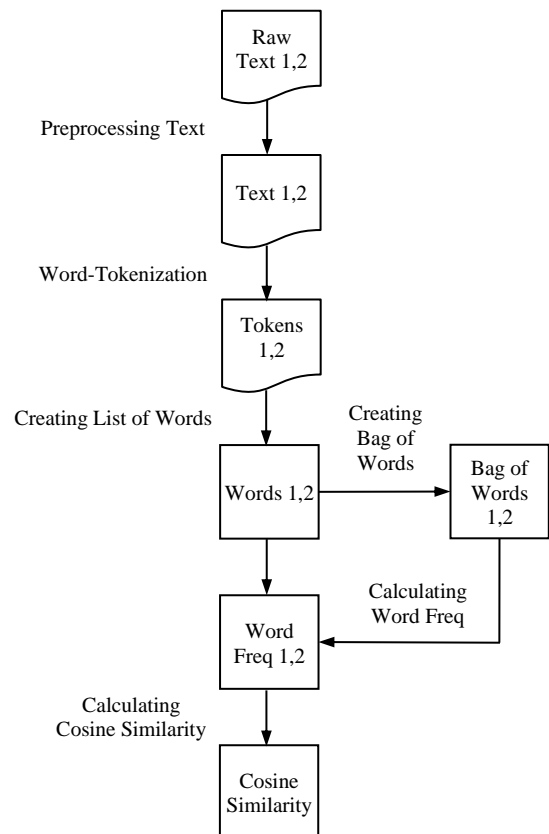 Raw
Text 1,2
Preprocessing Text
Text 1,2
Word-Tokenization
Tokens
1,2
Creating List of Words
Creating
Bag of
Words
Words 1,2
Bag of
Words
1,2
Calculating
Word Freq
Word
Freq 1,2
Calculating
Cosine Similarity
Cosine
Similarity